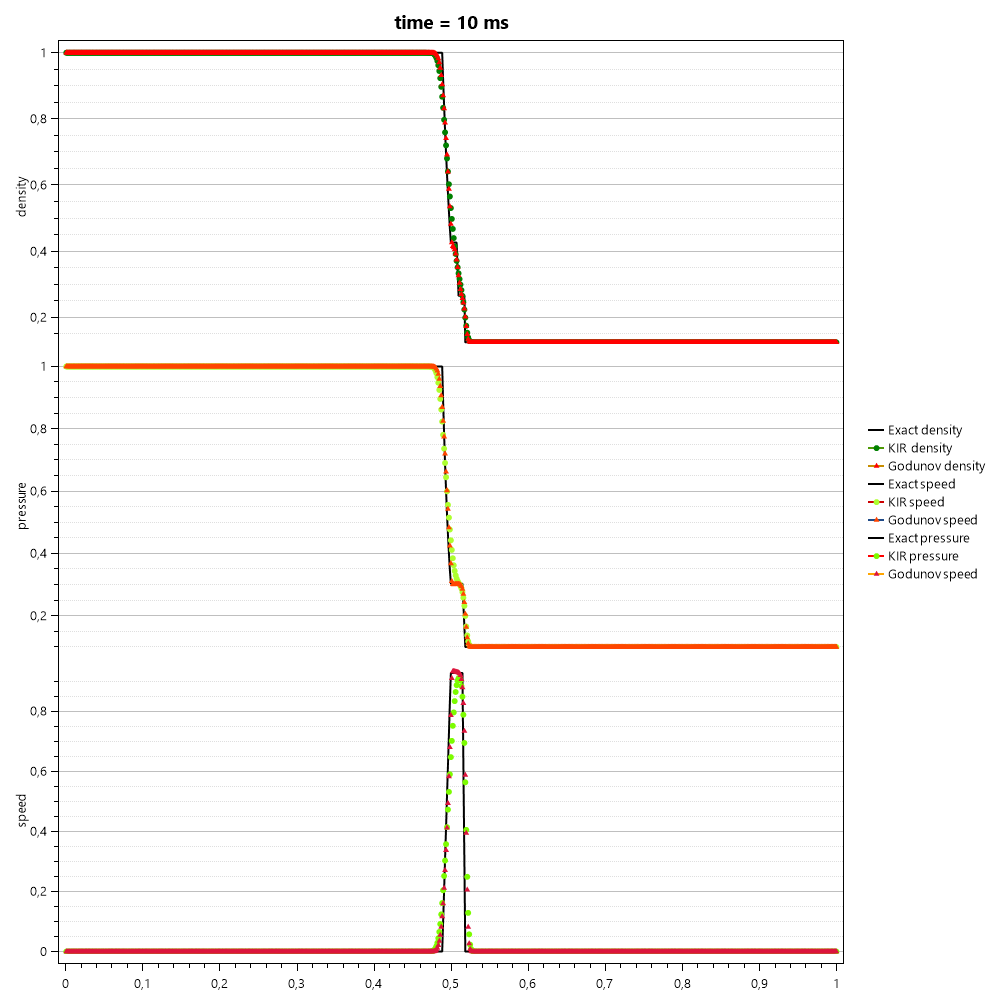 time = 10 ms
density
1
0,8
0,6
0,4
0,2
pressure
1
0,8
0,6
0,4
0,2
speed
0,8
0,6
0,4
0,2
0
0 0,1 0,2 0,3 0,4 0,5 0,6 0,7 0,8 0,9 1
Exact density
KIR density
Godunov density
Exact speed
KIR speed
Godunov speed
Exact pressure
KIR pressure
Godunov speed